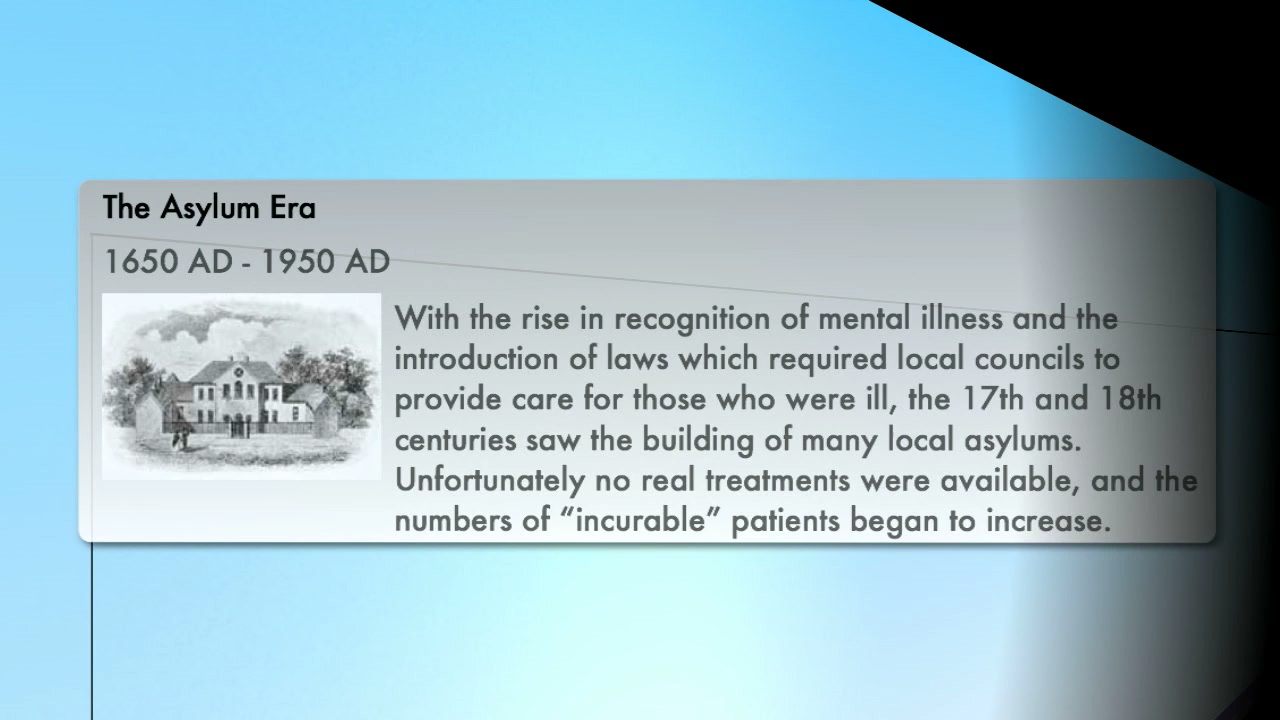 The Asylum Era
1650 AD - 1950 AD
With the rise in recognition of mental illness and the
introduction of laws which required local councils to
provide care for those who were ill, the 17th and 18th
centuries saw the building of many local asylums.
Unfortunately no real treatments were available, and the
numbers of “incurable” patients began to increase.